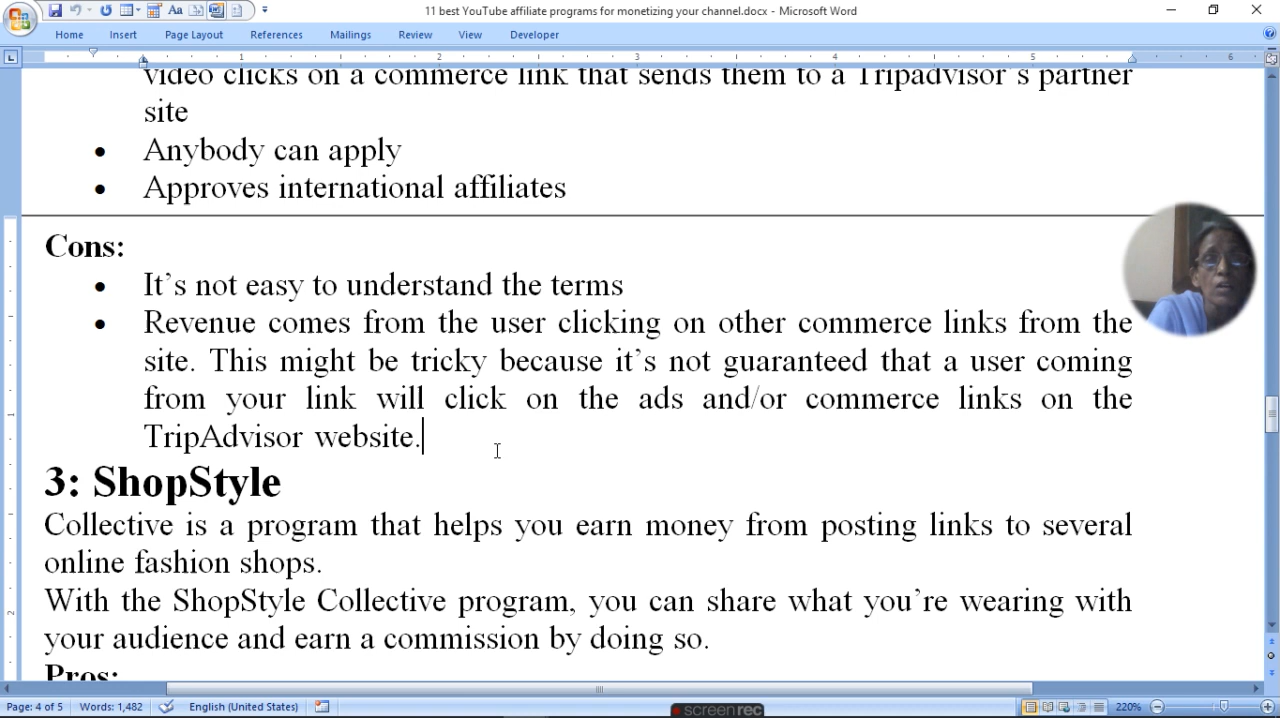 11 best YouTube affiliate programs for monetizing your channel.docx - Microsoft Word
Home Insert Page Layout References Mailings Review View Developer
1 2 3 4 5 6
video clicks on a commerce link that sends them to a Tripadvisor's partner
site
• Anybody can apply
• Approves international affiliates
Cons:
• It's not easy to understand the terms
• Revenue comes from the user clicking on other commerce links from the
site. This might be tricky because it's not guaranteed that a user coming
from your link will click on the ads and/or commerce links on the
TripAdvisor website.
3: ShopStyle
Collective is a program that helps you earn money from posting links to several
online fashion shops.
With the ShopStyle Collective program, you can share what you're wearing with
your audience and earn a commission by doing so.
Pros:
Page: 4 of 5 Words: 1,482 English (United States) 220%
screenrec